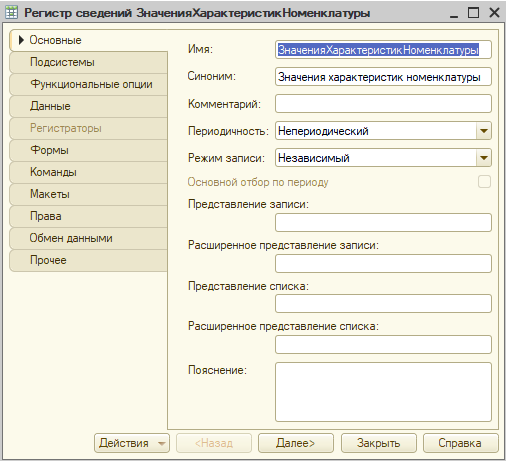 Регистр сведений ЗначенияХарактеристикНоменклатуры
Основные
Подсистемы
Функциональные опции
Данные
Регистраторы
Формы
Команды
Макеты
Права
Обмен данными
Прочее
Имя: ЗначенияХарактеристикНоменклатуры
Синоним: Значения характеристик номенклатуры
Комментарий:
Периодичность: Непериодический
Режим записи: Независимый
Основной отбор по периоду
Представление записи:
Расширенное представление записи:
Представление списка:
Расширенное представление списка:
Пояснение:
Действия <Назад Далее> Закрыть Справка